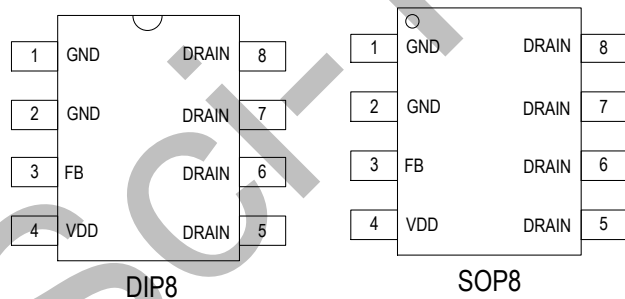 1 GND DRAIN 8
2 GND DRAIN 7
3 FB DRAIN 6
4 VDD DRAIN 5
DIP8
1 GND DRAIN 8
2 GND DRAIN 7
3 FB DRAIN 6
4 VDD DRAIN 5
SOP8
Sci-